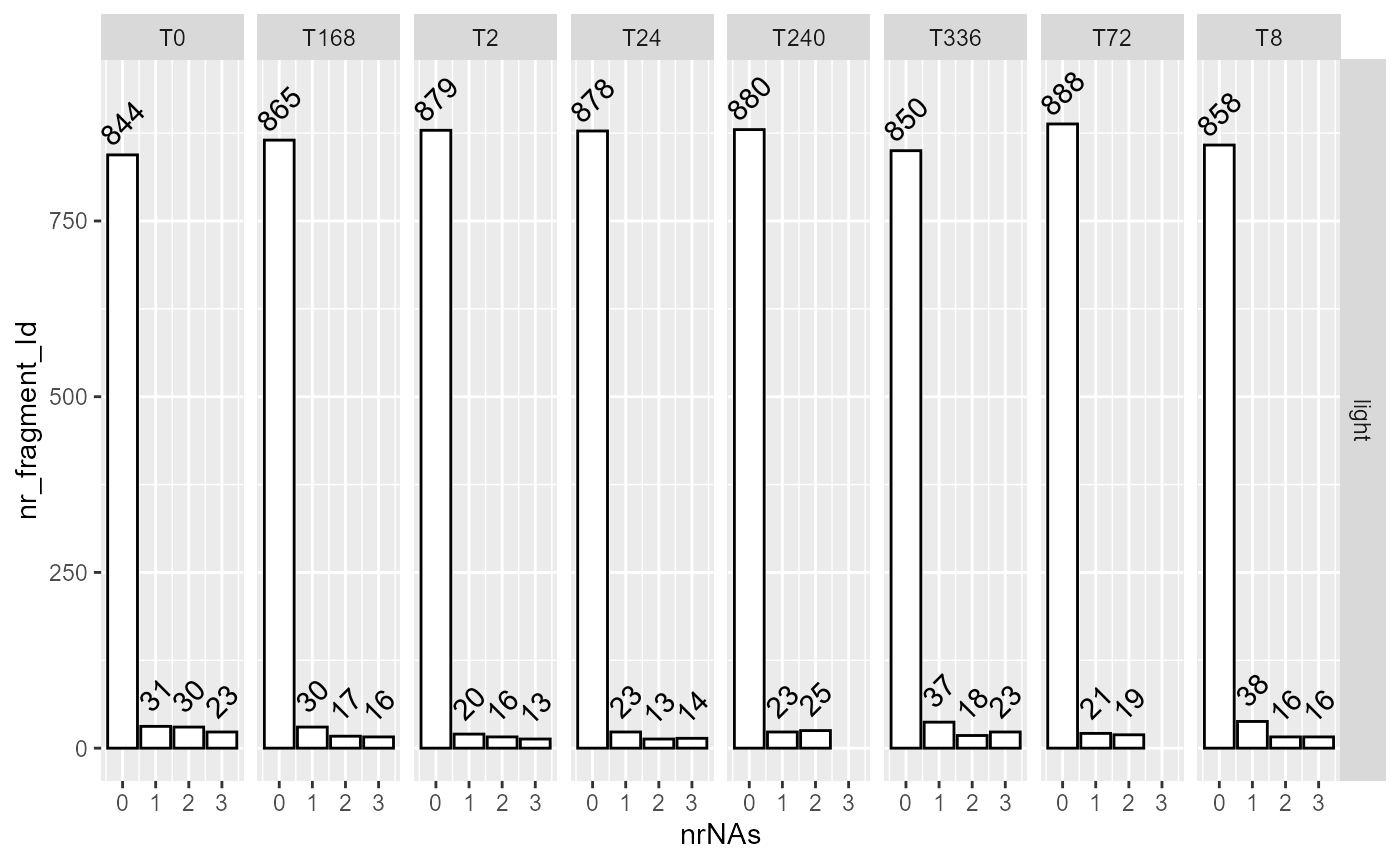 T0 T168 T2 T24 T240 T336 T72 T8
844 865 879 878 880 850 888 858
750
500
250
0
31 30 23 30 17 16 20 16 13 23 13 14 23 25 37 18 23 21 19 38 16 16
0 1 2 3 0 1 2 3 0 1 2 3 0 1 2 3 0 1 2 3 0 1 2 3 0 1 2 3 0 1 2 3
nrNAs
nr_fragment_Id
light